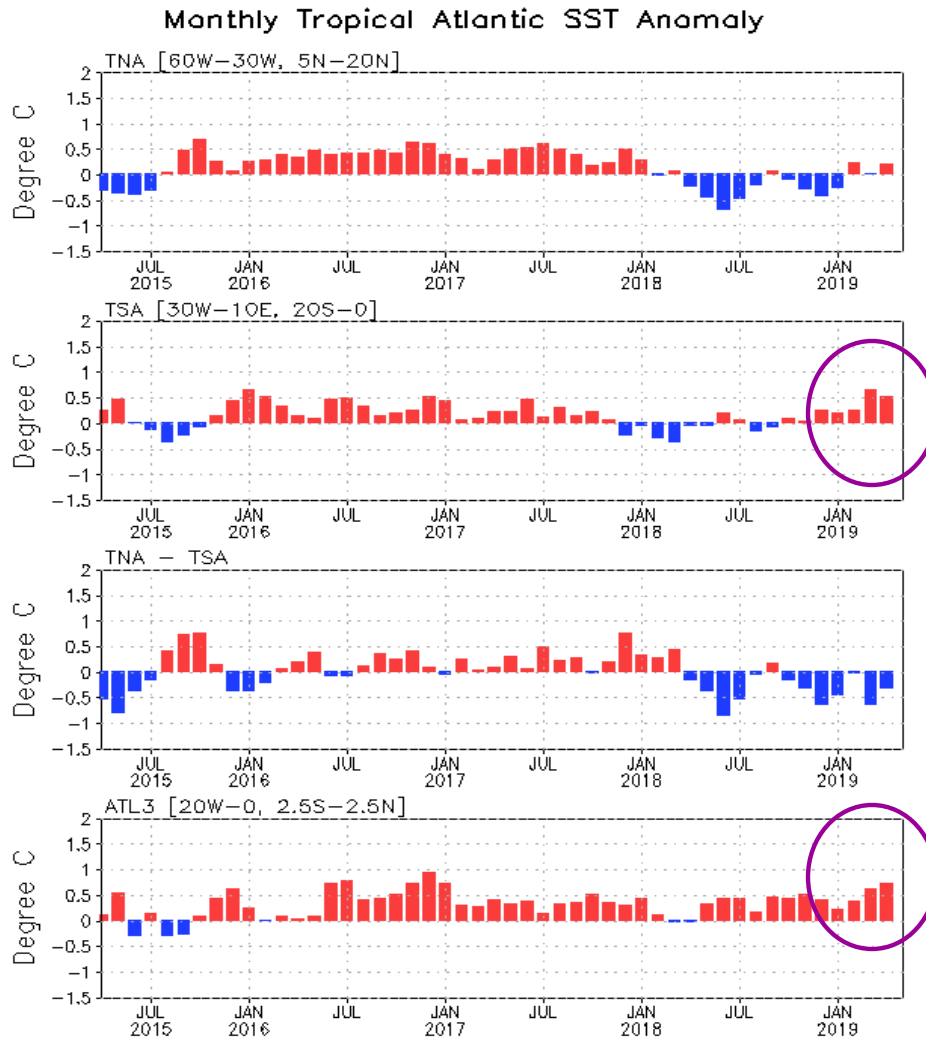 Monthly Tropical Atlantic SST Anomaly
TNA [60W-30W, 5N-20N]
Degree C
2
1.5
1
0.5
0
-0.5
-1
-1.5
JUL JAN JUL JAN JUL JAN JUL JAN
2015 2016 2017 2018 2019
TSA [30W-10E, 20S-0]
Degree C
2
1.5
1
0.5
0
-0.5
-1
-1.5
JUL JAN JUL JAN JUL JAN JUL JAN
2015 2016 2017 2018 2019
TNA - TSA
Degree C
2
1.5
1
0.5
0
-0.5
-1
-1.5
JUL JAN JUL JAN JUL JAN JUL JAN
2015 2016 2017 2018 2019
ATL3 [20W-0, 2.5S-2.5N]
Degree C
2
1.5
1
0.5
0
-0.5
-1
-1.5
JUL JAN JUL JAN JUL JAN JUL JAN
2015 2016 2017 2018 2019